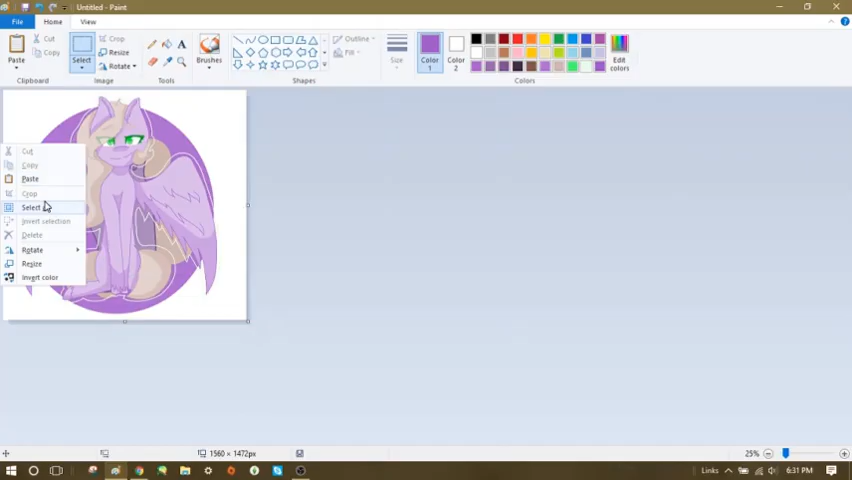 Untitled - Paint
File
Home
View
Paste
Cut
Copy
Select
Crop
Resize
Rotate
Brushes
Outline
Fill
Size
Color
1
Color
2
Edit
colors
Clipboard
Image
Tools
Shapes
Colors
Cut
Copy
Paste
Crop
Select
Invert selection
Delete
Rotate
Resize
Invert color
1560 × 1472px
25%
Links
6:31 PM